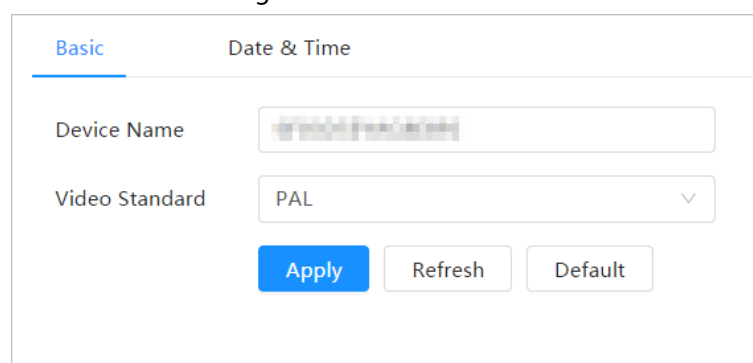 Basic Date & Time
Device Name
Video Standard PAL
Apply Refresh Default